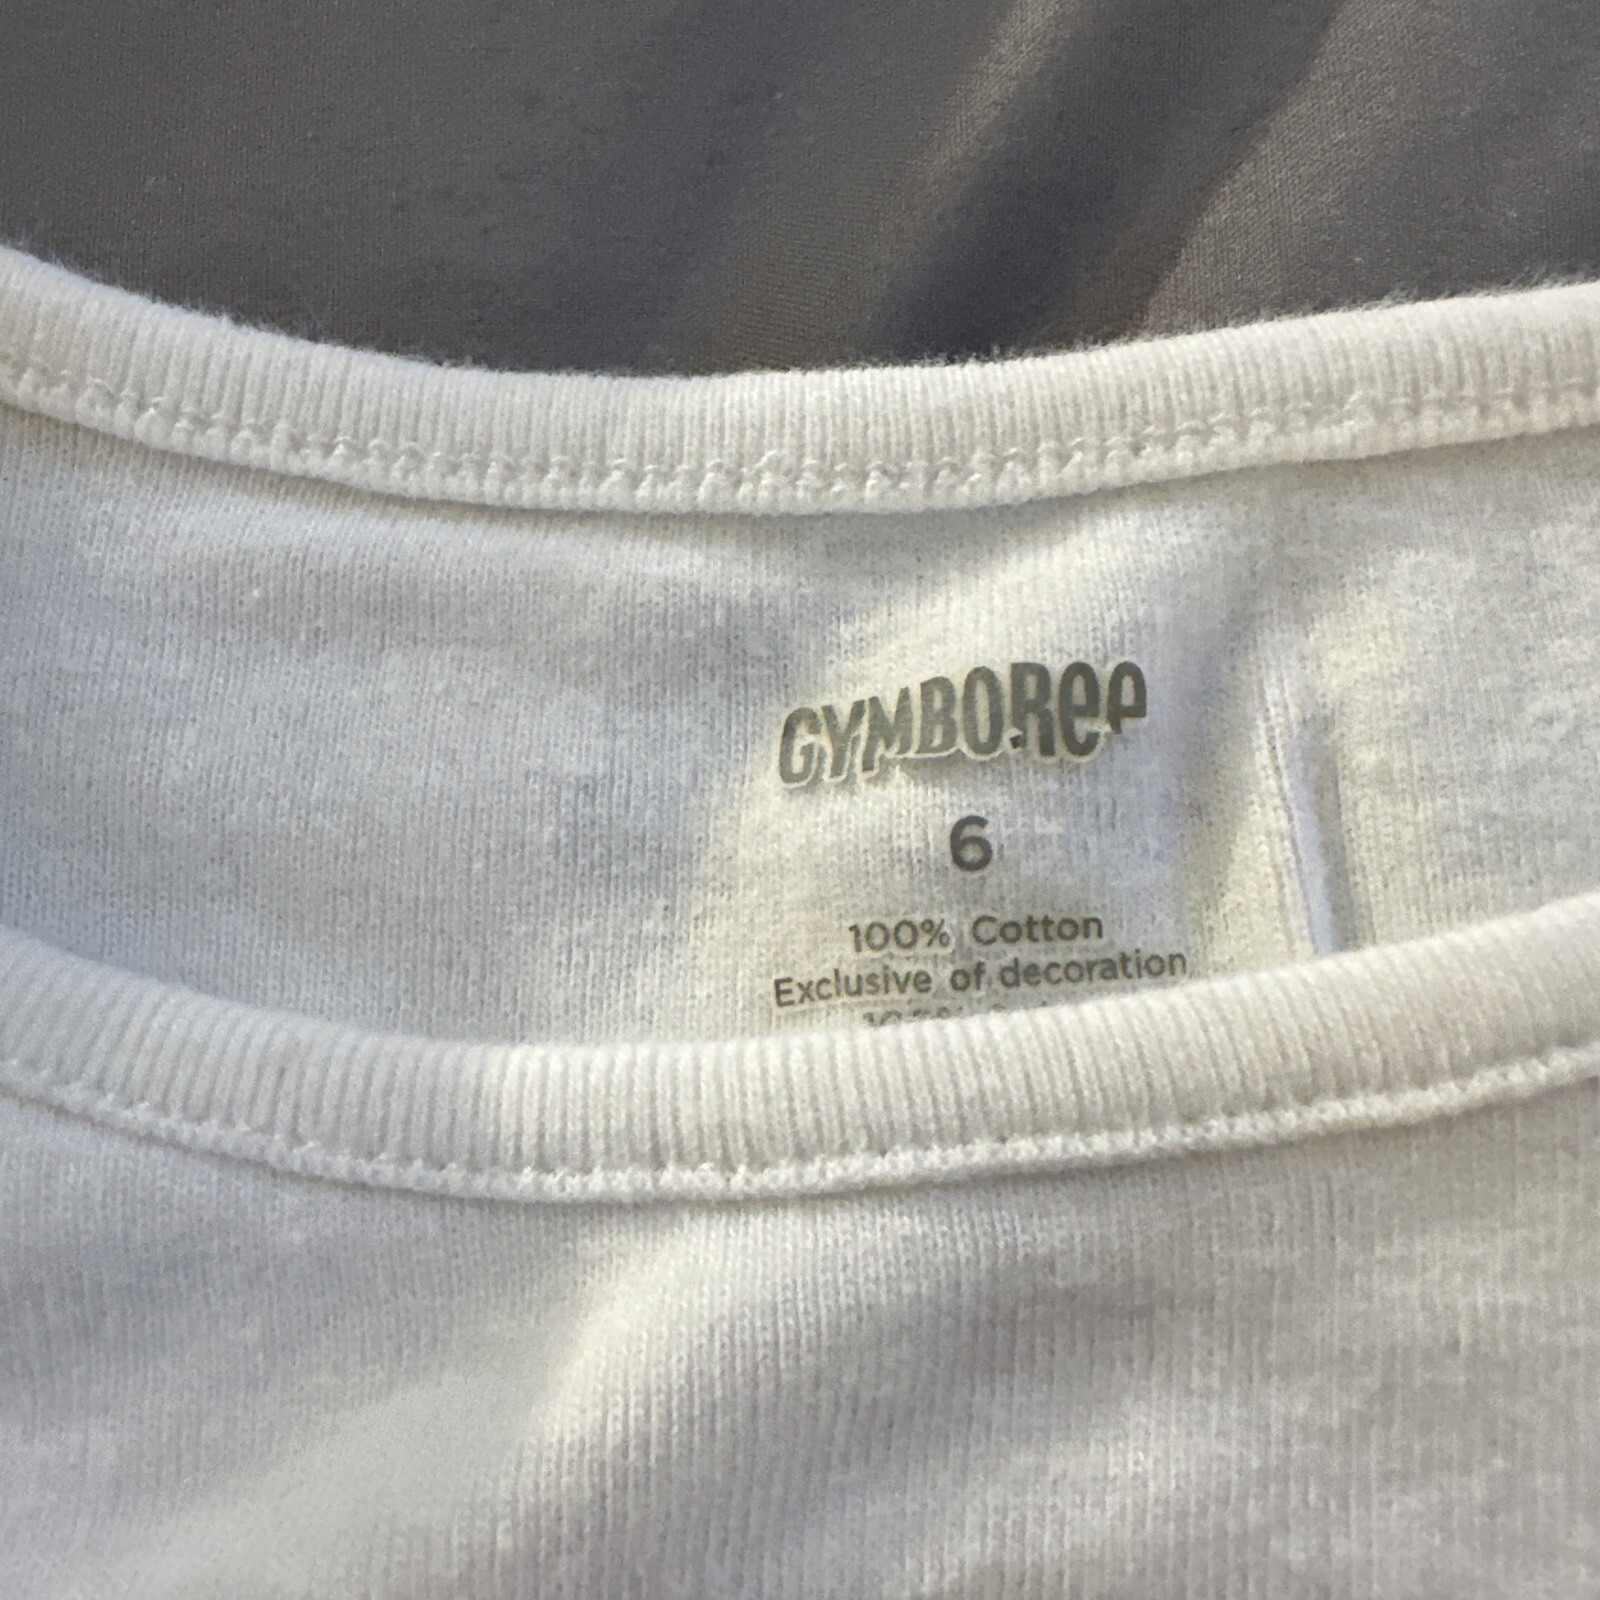 GYMBOREE
6
100% Cotton
Exclusive of decoration